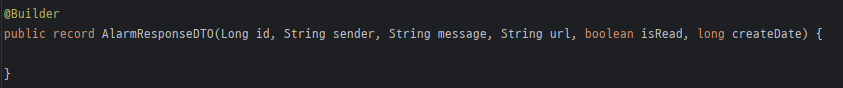 @Builder
public record AlarmResponseDTO(Long id, String sender, String message, String url, boolean isRead, long createDate) {
}